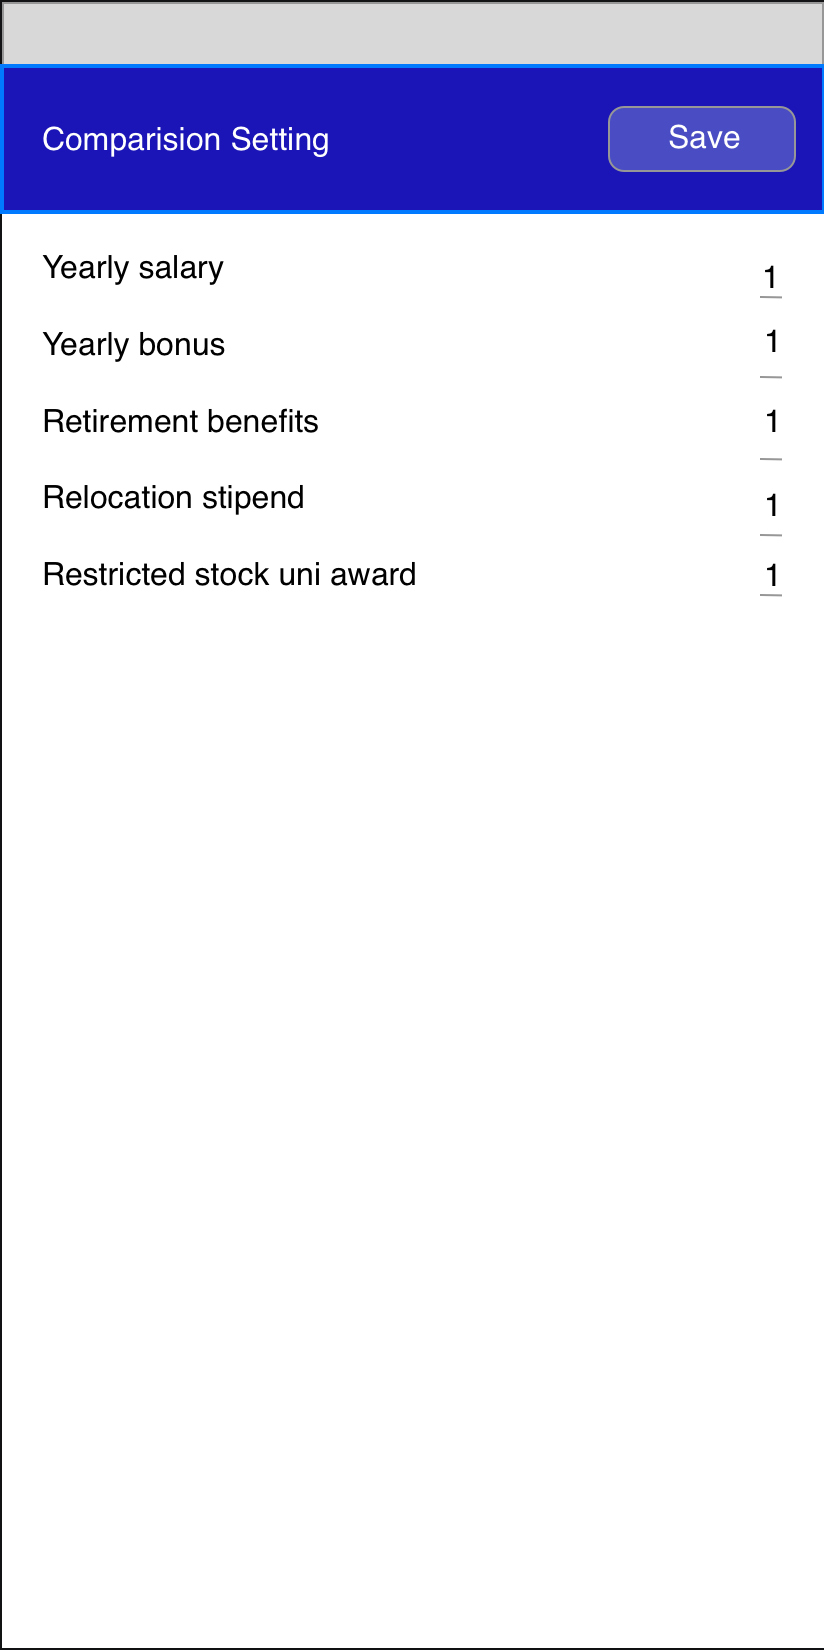 Comparision Setting Save
Yearly salary 1
Yearly bonus 1
Retirement benefits 1
Relocation stipend 1
Restricted stock uni award 1